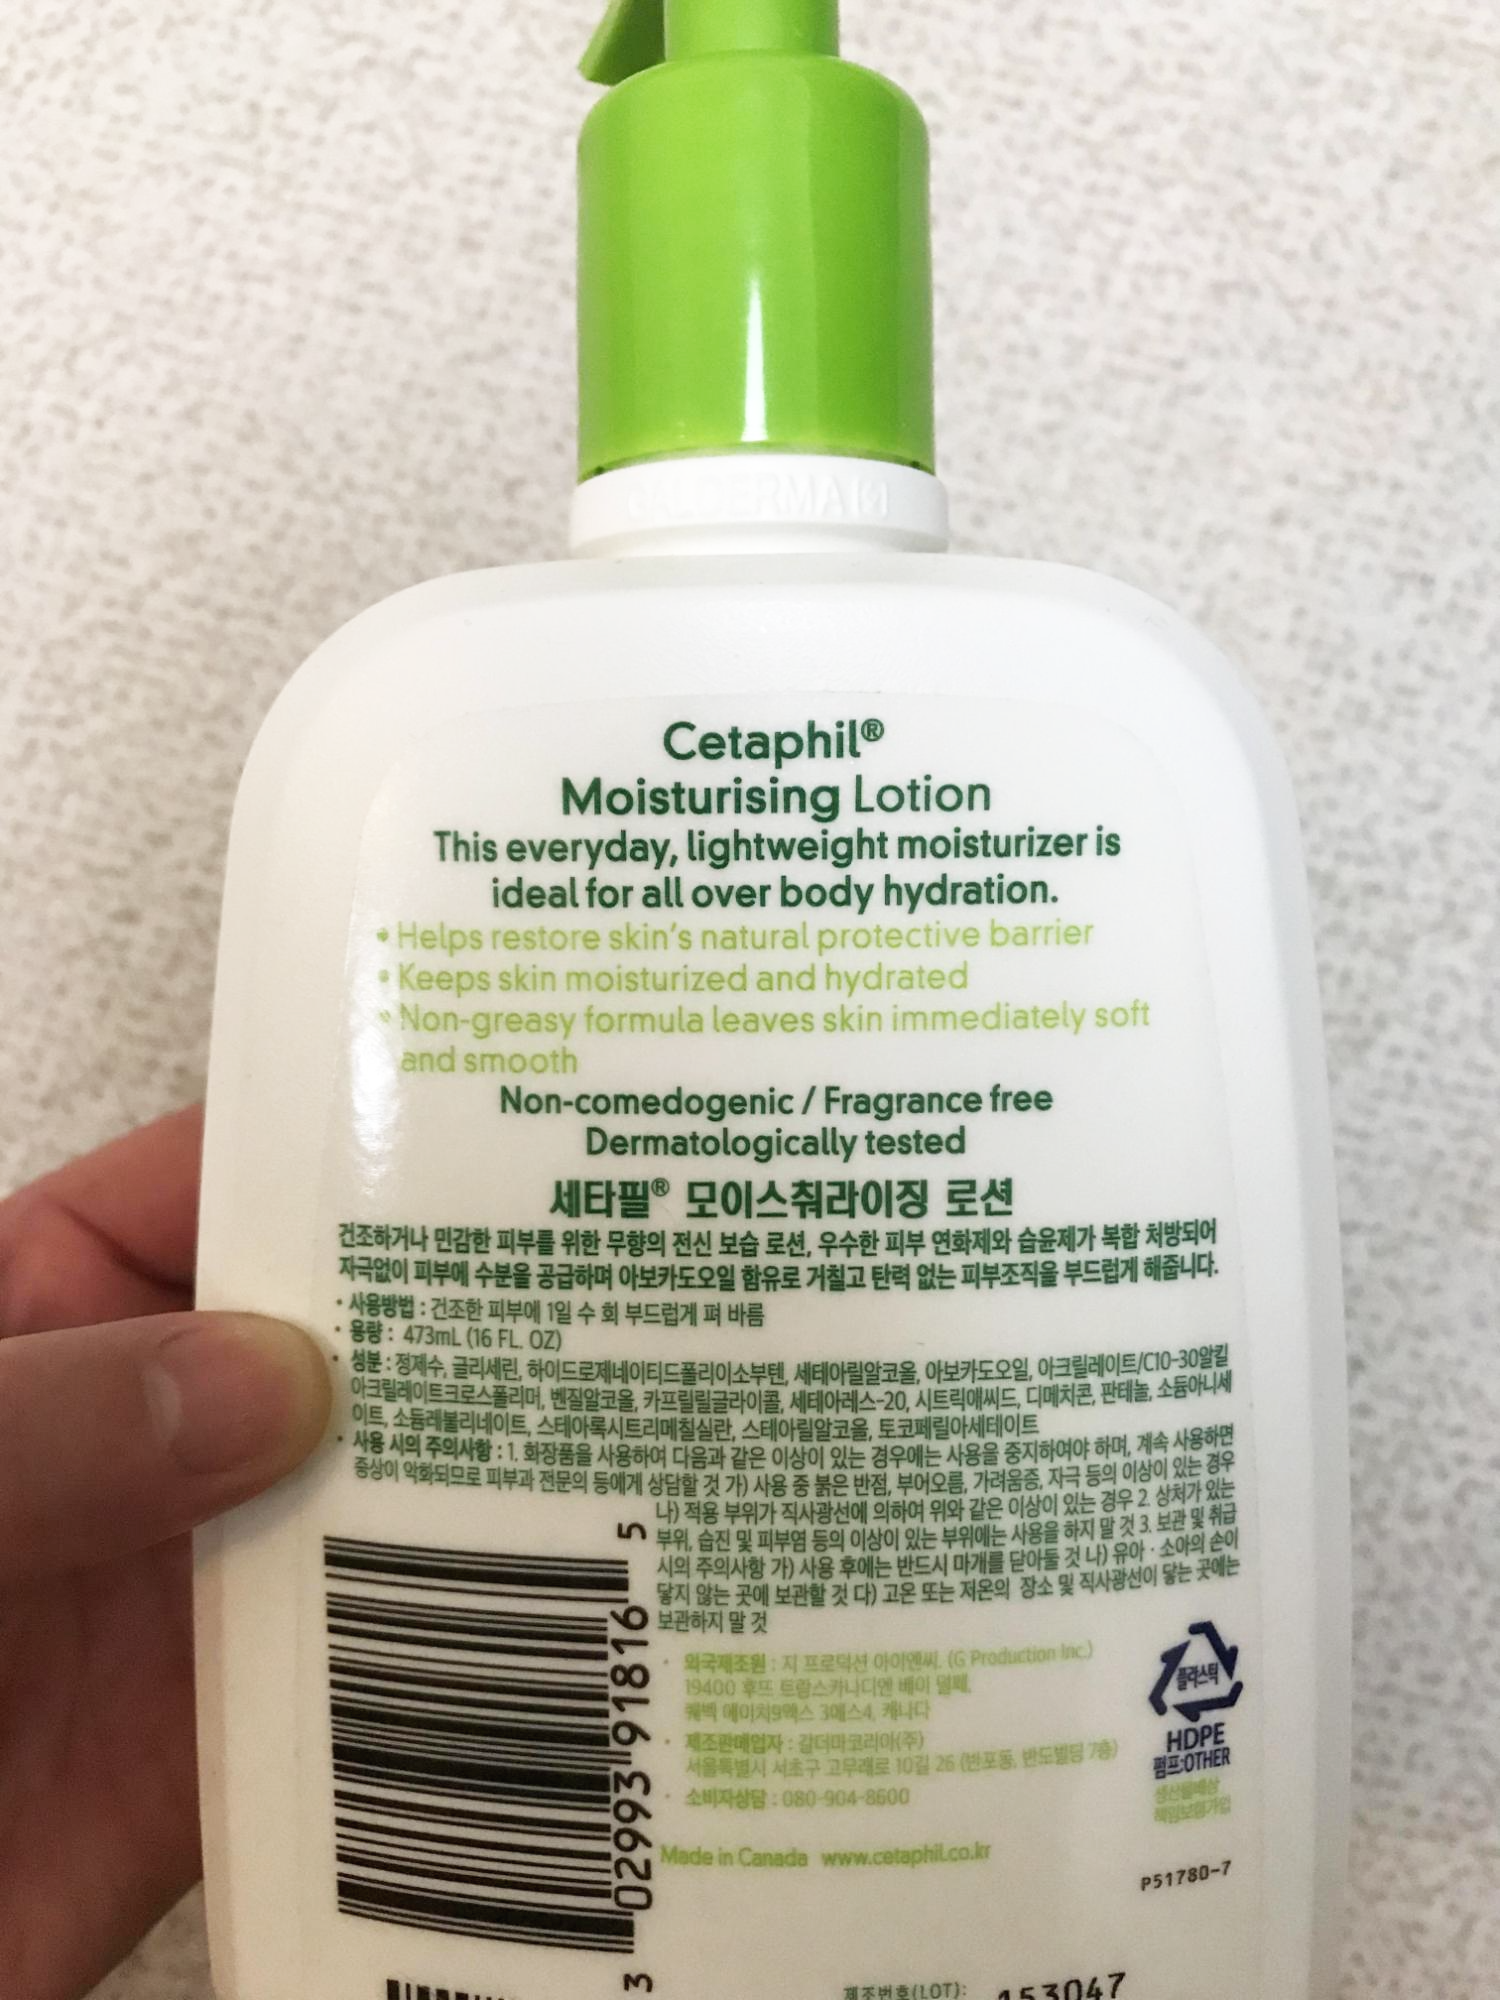 GALDERMA
Cetaphil®
Moisturising Lotion
This everyday, lightweight moisturizer is
ideal for all over body hydration.
• Helps restore skin's natural protective barrier
• Keeps skin moisturized and hydrated
• Non-greasy formula leaves skin immediately soft
and smooth
Non-comedogenic / Fragrance free
Dermatologically tested
세타필® 모이스춰라이징 로션
건조하거나 민감한 피부를 위한 무향의 전신 보습 로션, 우수한 피부 연화제와 습윤제가 복합 처방되어
자극없이 피부에 수분을 공급하며 아보카도오일 함유로 거칠고 탄력 없는 피부조직을 부드럽게 해줍니다.
• 사용방법 : 건조한 피부에 1일 수 회 부드럽게 펴 바름
• 용량 : 473mL (16 FL. OZ)
• 성분 : 정제수, 글리세린, 하이드로제네이티드폴리이소부텐, 세테아릴알코올, 아보카도오일, 아크릴레이트/C10-30알킬
아크릴레이트크로스폴리머, 벤질알코올, 카프릴릴글라이콜, 세테아레스-20, 시트릭애씨드, 디메치콘, 판테놀, 소듐아니세
이트, 소듐레불리네이트, 스테아록시트리메칠실란, 스테아릴알코올, 토코페릴아세테이트
• 사용 시의 주의사항 : 1. 화장품을 사용하여 다음과 같은 이상이 있는 경우에는 사용을 중지하여야 하며, 계속 사용하면
증상이 악화되므로 피부과 전문의 등에게 상담할 것 가) 사용 중 붉은 반점, 부어오름, 가려움증, 자극 등의 이상이 있는 경우
나) 적용 부위가 직사광선에 의하여 위와 같은 이상이 있는 경우 2. 상처가 있는
부위, 습진 및 피부염 등의 이상이 있는 부위에는 사용을 하지 말 것 3. 보관 및 취급
시의 주의사항 가) 사용 후에는 반드시 마개를 닫아둘 것 나) 유아 · 소아의 손이
닿지 않는 곳에 보관할 것 다) 고온 또는 저온의 장소 및 직사광선이 닿는 곳에는
보관하지 말 것
3 02993 91816 5
• 외국제조원 : 지 프로덕션 아이엔씨. (G Production Inc.)
19400 후뜨 트랑스카나디엔 베이 덜페,
퀘벡 에이치9엑스 3에스4, 캐나다
• 제조판매업자 : 갈더마코리아(주)
서울특별시 서초구 고무래로 10길 26 (반포동, 반도빌딩 7층)
• 소비자상담 : 080-904-8600
플라스틱
HDPE
펌프:OTHER
생산물배상
책임보험가입
Made in Canada www.cetaphil.co.kr
P51780-7
제조번호(LOT): 153047